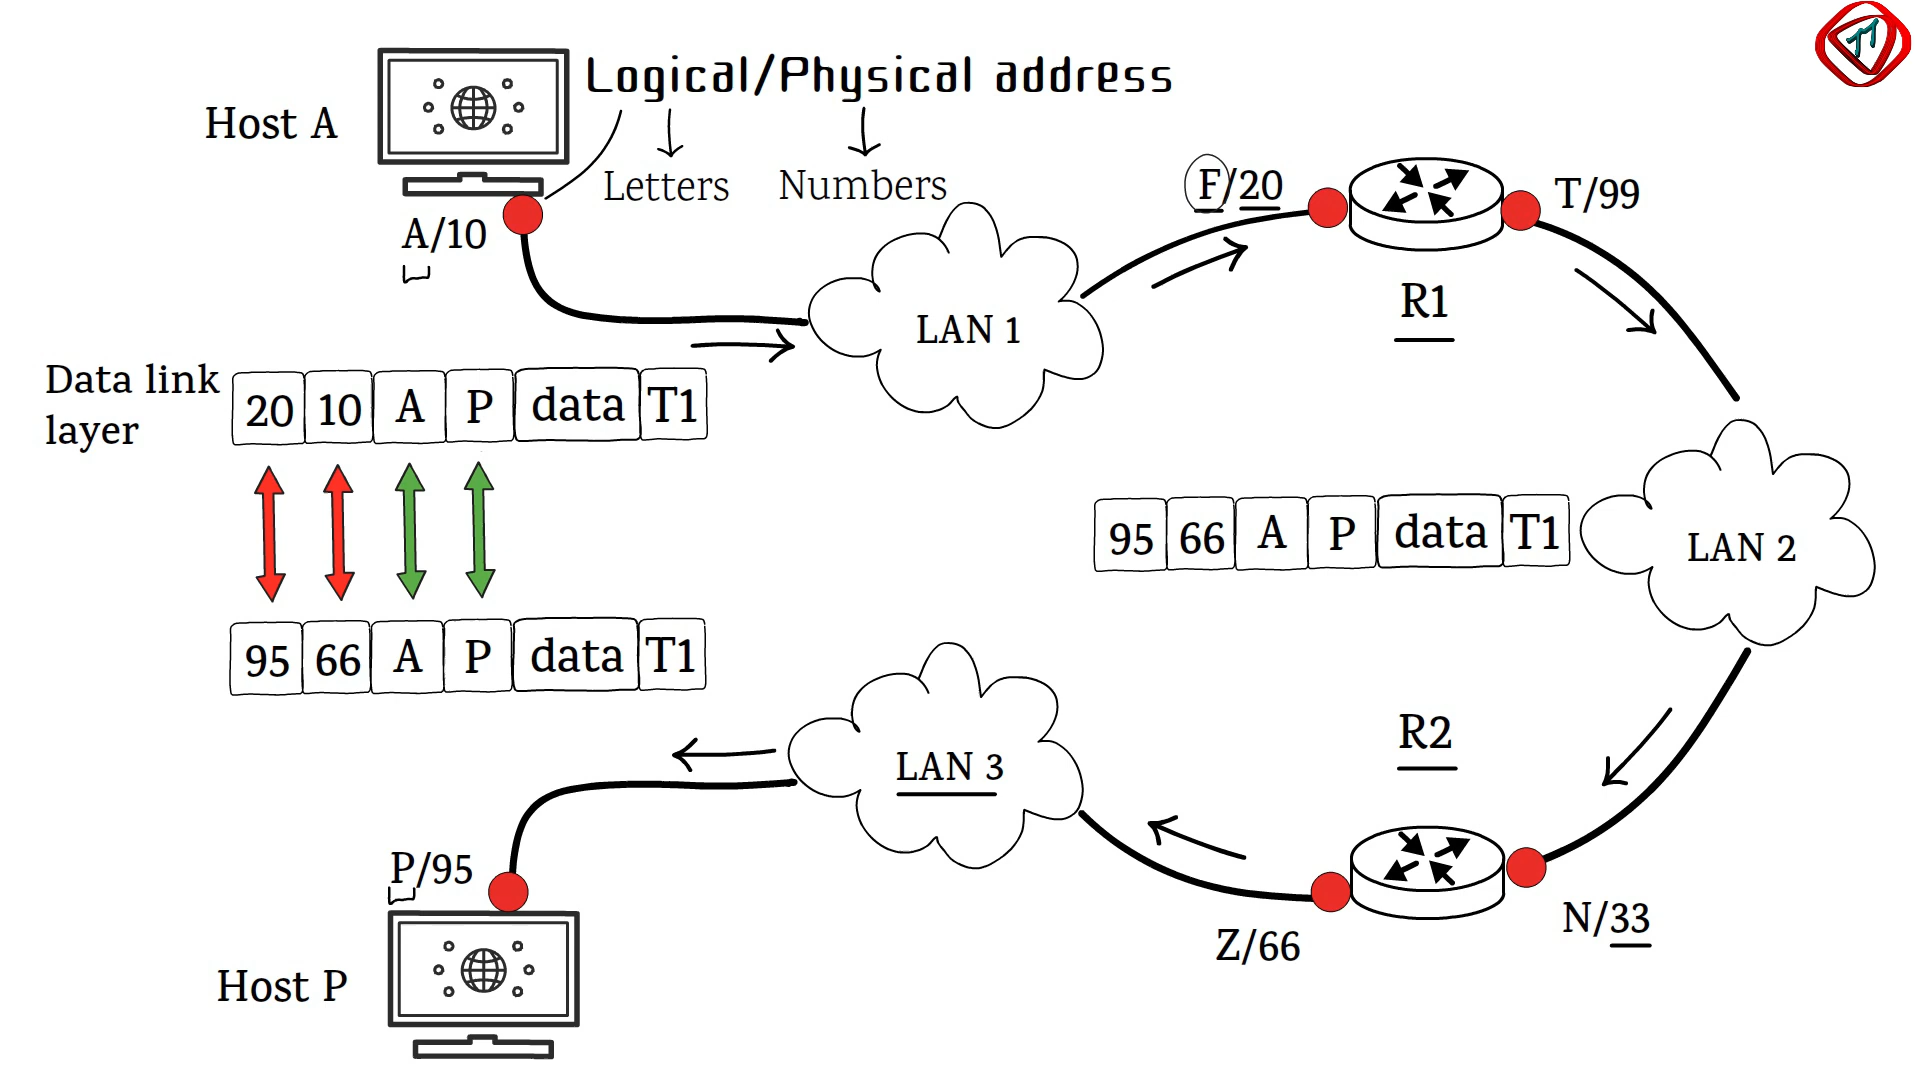 Logical/Physical address
Host A
Letters
Numbers
A/10
F/20
T/99
R1
LAN 1
Data link
layer
20 10 A P data T1
95 66 A P data T1
LAN 2
95 66 A P data T1
R2
LAN 3
P/95
N/33
Z/66
Host P